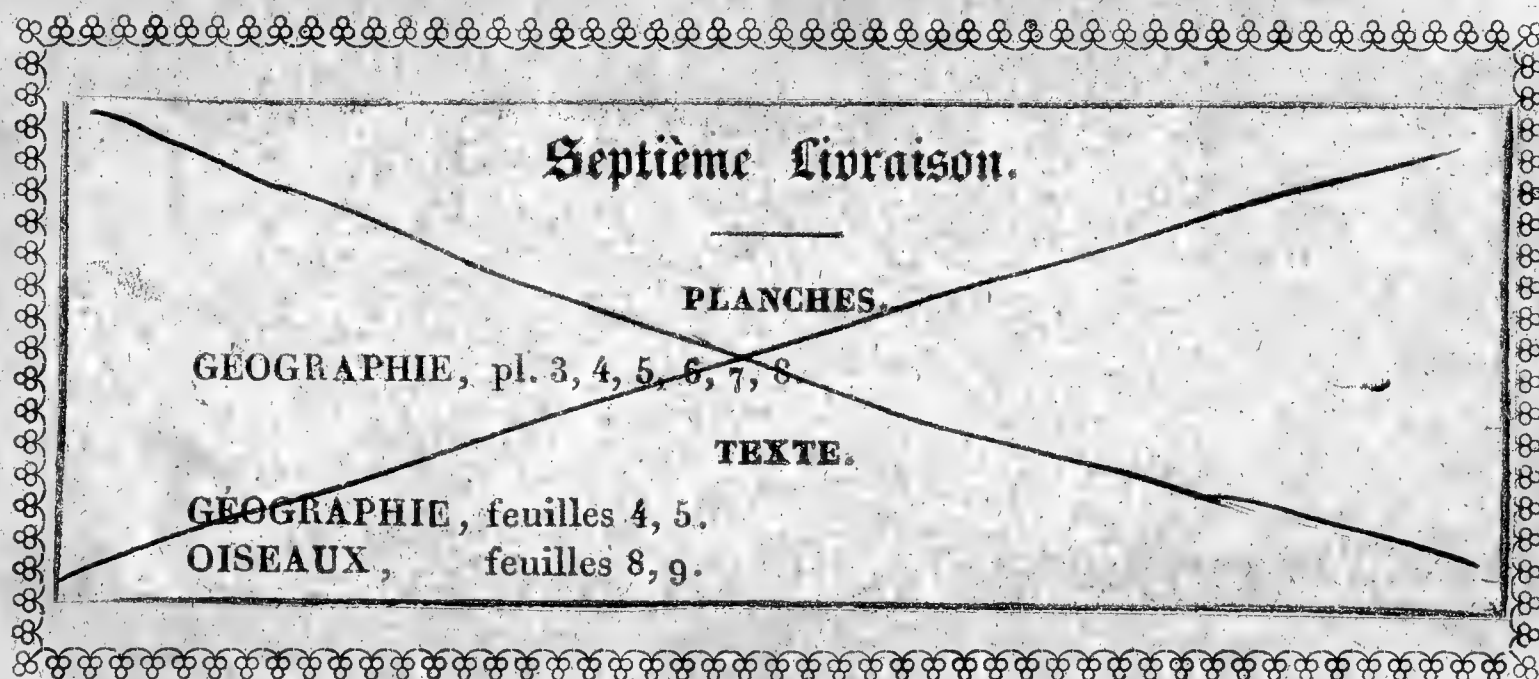 Septième Livraison.
PLANCHES.
GÉOGRAPHIE, pl. 3, 4, 5, 6, 7, 8.
TEXTE.
GÉOGRAPHIE, feuilles 4, 5.
OISEAUX, feuilles 8, 9.